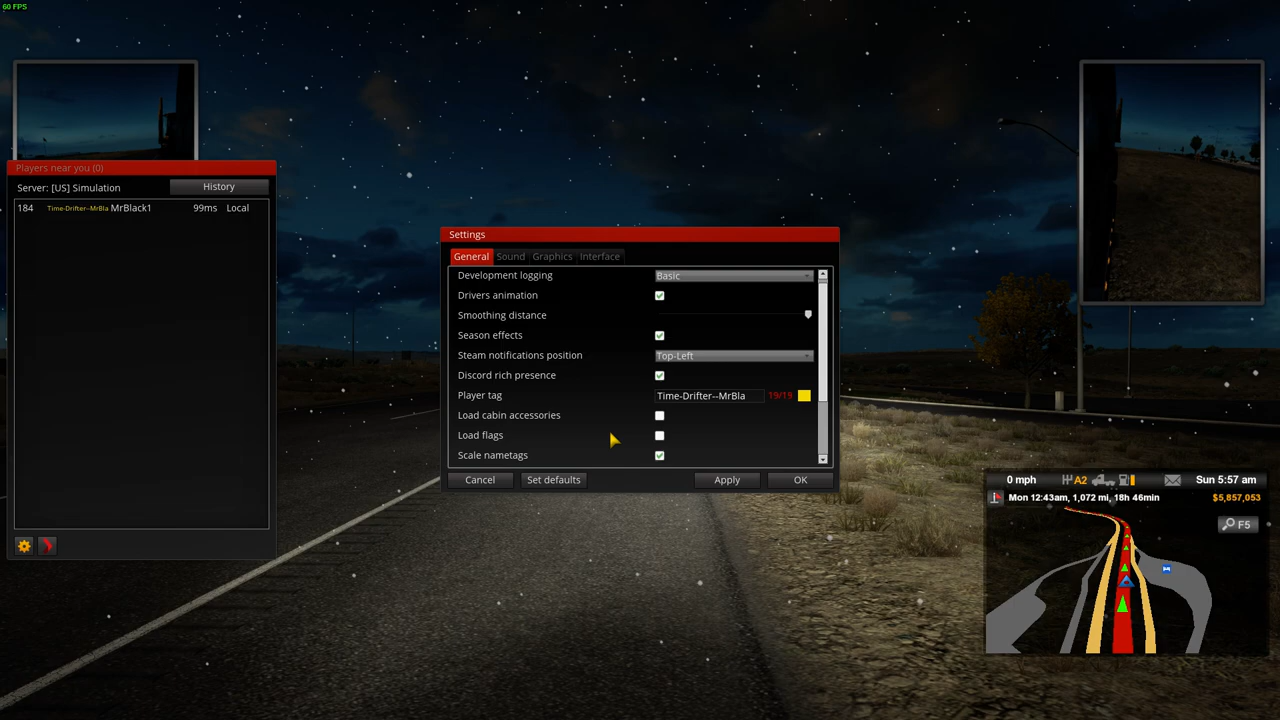 60 FPS
Players near you (0)
Server: [US] Simulation
History
184 Time-Drifter--MrBla MrBlack1 99ms Local
Settings
General Sound Graphics Interface
Development logging Basic
Drivers animation
Smoothing distance
Season effects
Steam notifications position Top-Left
Discord rich presence
Player tag Time-Drifter--MrBla 19/19
Load cabin accessories
Load flags
Scale nametags
Cancel Set defaults Apply OK
0 mph A2 Sun 5:57 am
Mon 12:43am, 1,072 mi, 18h 46min $5,857,053
F5